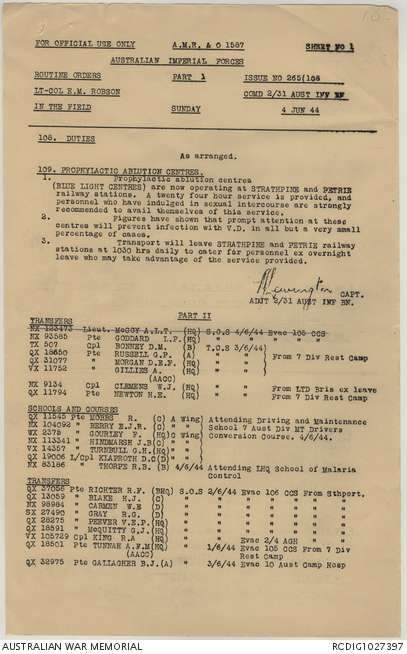 FOR OFFICIAL USE ONLY A.M.R. & O 1587 SHEET NO 1
AUSTRALIAN IMPERIAL FORCES
ROUTINE ORDERS PART 1 ISSUE NO 265(108
LT-COL E.M. ROBSON COMD 2/31 AUST INF BN
IN THE FIELD SUNDAY 4 JUN 44
108. DUTIES
As arranged.
109. PROPHYLACTIC ABLUTION CENTRES.
1. Prophylactic ablution centres
(BLUE LIGHT CENTRES) are now operating at STRATHPINE and PETRIE
railway stations. A twenty four hour service is provided, and
personnel who have indulged in sexual intercourse are strongly
recommended to avail themselves of this service.
2. Figures have shown that prompt attention at these
centres will prevent infection with V.D. in all but a very small
percentage of cases.
3. Transport will leave STRATHPINE and PETRIE railway
stations at 1030 hrs daily to cater for personnel ex overnight
leave who may take advantage of the service provided.
CAPT.
ADJT 2/31 AUST INF BN.
PART II
TRANSFERS
NX 123473 Lieut. McGOY A.L.T. (HQ) S.O.S 4/6/44 Evac 105 CCS
NX 93585 Pte GODDARD L.P. (HQ) " " " " " "
TX 507 Cpl BONNEY D.M. (B) T.O.S 3/6/44)
QX 18650 Pte RUSSELL G.P. (A) " " ) From 7 Div Rest Camp
QX 31077 " MORGAN D.E.F. (HQ) " " )
VX 11752 " GILLIES A. (HQ) " " )
(AACC)
NX 9134 Cpl CLEMENS W.J. (HQ) " " From LTD Bris ex leave
QX 11794 Pte NEWTON H.E. (HQ) " " From 7 Div Rest Camp
SCHOOLS AND COURSES
QX 11545 Pte MOHRS R. (C) A Wing) Attending Driving and Maintenance
NX 104092 " BERRY E.J.R. (C) " " ) School 7 Aust Div MT Drivers
WX 2378 " GOURLEY F. (HQ) C Wing) Conversion Course. 4/6/44.
NX 113341 " HINDMARSH J.B (C) " " )
VX 14357 " TURNBULL G.H. (HQ) " " )
QX 19006 L/Cpl KLAPROTH D.C (D) " " )
NX 83186 " THORPE R.B. (B) 4/6/44 Attending LHQ School of Malaria
Control
TRANSFERS
QX 37056 Pte RICHTER R.F. (BHQ) S.O.S 2/6/44 Evac 106 CCS From Sthport.
QX 13059 " BLAKE H.J. (C) " " " " " " "
NX 98984 " CARMEN W.E (D) " " " " " " "
SX 27490 " GRAY R.G. (D) " " " " " " "
QX 28275 " PEEVER V.E.P. (HQ) " " " " " " "
QX 18591 " McQUITTY G.J. (HQ) " " " " " " "
VX 105729 Cpl KING R.A (HQ) " " Evac 2/4 AGH " "
QX 18501 Pte TUNNAH A.F.M (HQ) " 1/6/44 Evac 105 CCS From 7 Div
(AACC) Rest Camp
QX 32975 Pte GALLAGHER B.J. (A) " 3/6/44 Evac 10 Aust Camp Hosp
AUSTRALIAN WAR MEMORIAL RCDIG1027397